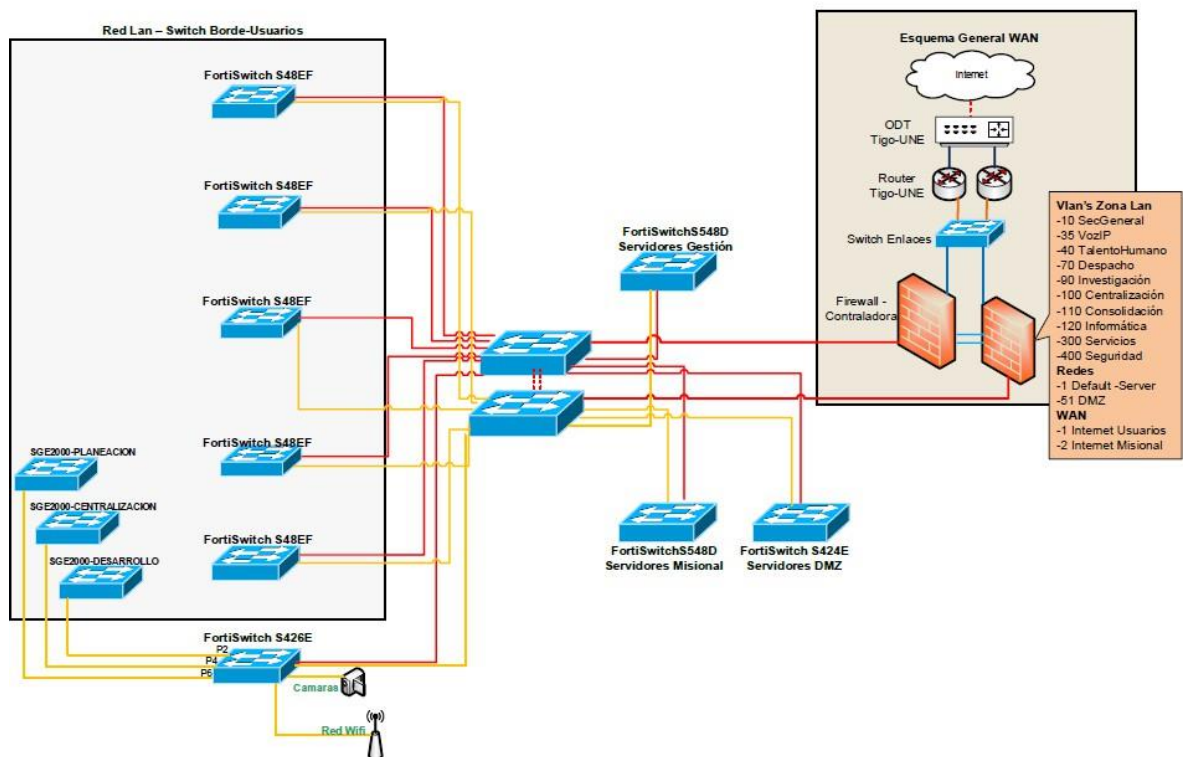 Red Lan – Switch Borde-Usuarios
FortiSwitch S48EF
FortiSwitch S48EF
FortiSwitch S48EF
FortiSwitch S48EF
FortiSwitch S48EF
SGE2000-PLANEACION
SGE2000-CENTRALIZACION
SGE2000-DESARROLLO
FortiSwitch S426E
P2
P4
P6
Camaras
Red Wifi
FortiSwitchS548D
Servidores Gestión
FortiSwitchS548D
Servidores Misional
FortiSwitch S424E
Servidores DMZ
Esquema General WAN
Internet
ODT
Tigo-UNE
Router
Tigo-UNE
Switch Enlaces
Firewall -
Contraladora
Vlan's Zona Lan
-10 SecGeneral
-35 VozIP
-40 TalentoHumano
-70 Despacho
-90 Investigación
-100 Centralización
-110 Consolidación
-120 Informática
-300 Servicios
-400 Seguridad
Redes
-1 Default -Server
-51 DMZ
WAN
-1 Internet Usuarios
-2 Internet Misional